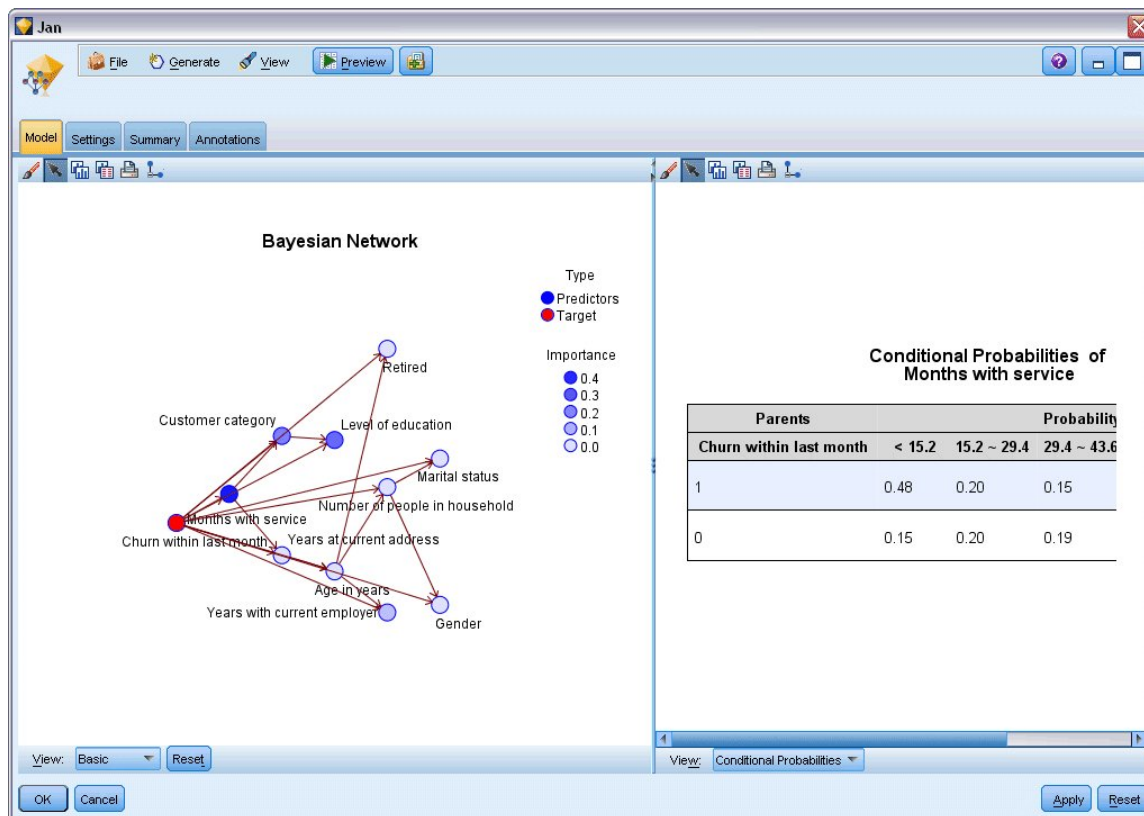 Jan
File Generate View Preview
Model Settings Summary Annotations
Bayesian Network
Type
Predictors
Target
Importance
0.4
0.3
0.2
0.1
0.0
Retired
Customer category
Level of education
Marital status
Number of people in household
Months with service
Churn within last month
Years at current address
Age in years
Years with current employer
Gender
View: Basic Reset
Conditional Probabilities of
Months with service
Parents Probability
Churn within last month < 15.2 15.2 ~ 29.4 29.4 ~ 43.6
1 0.48 0.20 0.15
0 0.15 0.20 0.19
View: Conditional Probabilities
OK Cancel Apply Reset